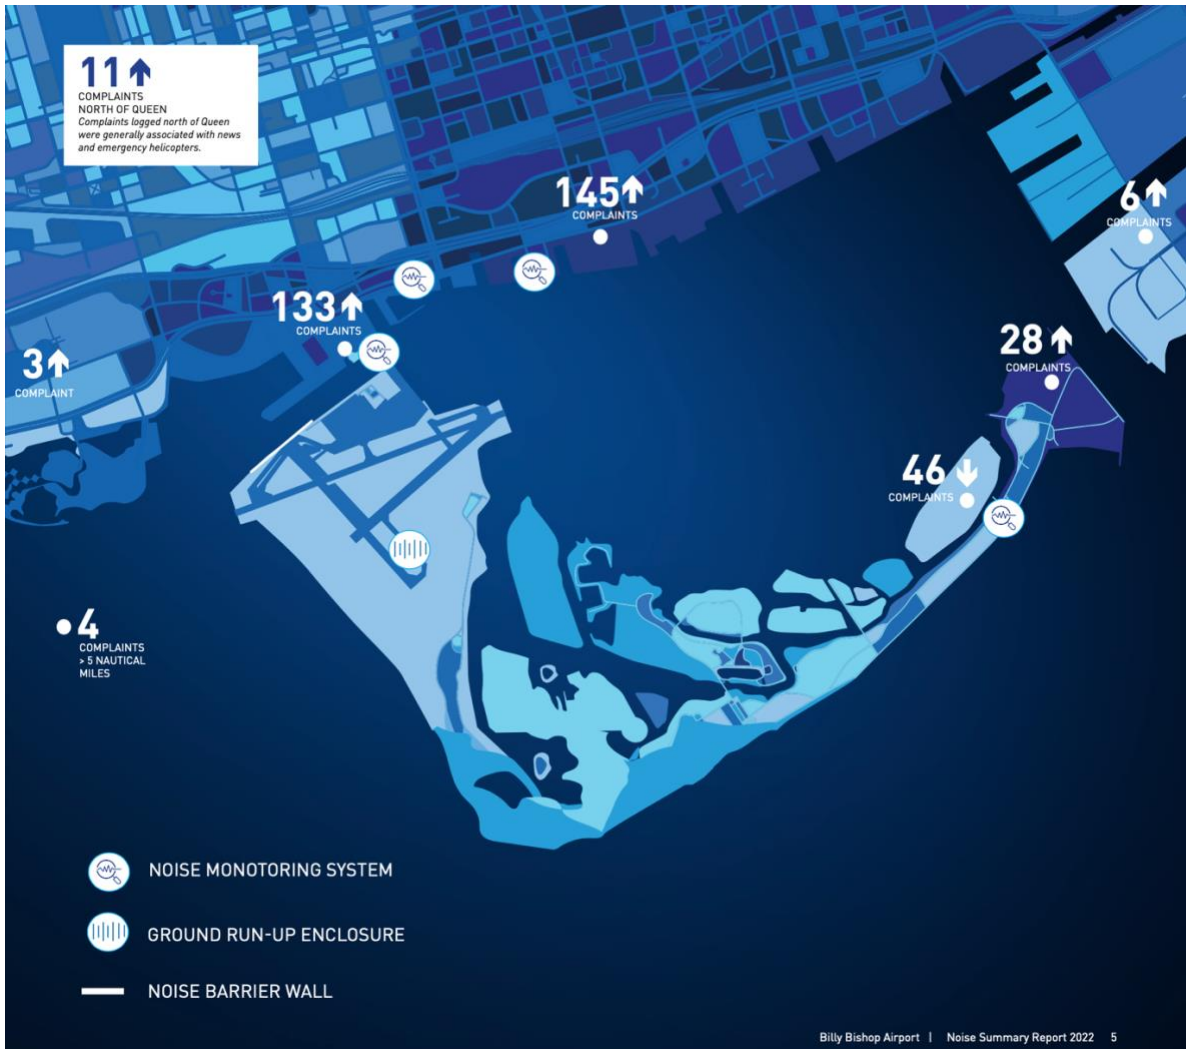 11
COMPLAINTS
NORTH OF QUEEN
Complaints logged north of Queen
were generally associated with news
and emergency helicopters.
145
COMPLAINTS
6
COMPLAINTS
133
COMPLAINTS
28
COMPLAINTS
3
COMPLAINT
46
COMPLAINTS
4
COMPLAINTS
> 5 NAUTICAL
MILES
NOISE MONOTORING SYSTEM
GROUND RUN-UP ENCLOSURE
NOISE BARRIER WALL
Billy Bishop Airport | Noise Summary Report 2022 5